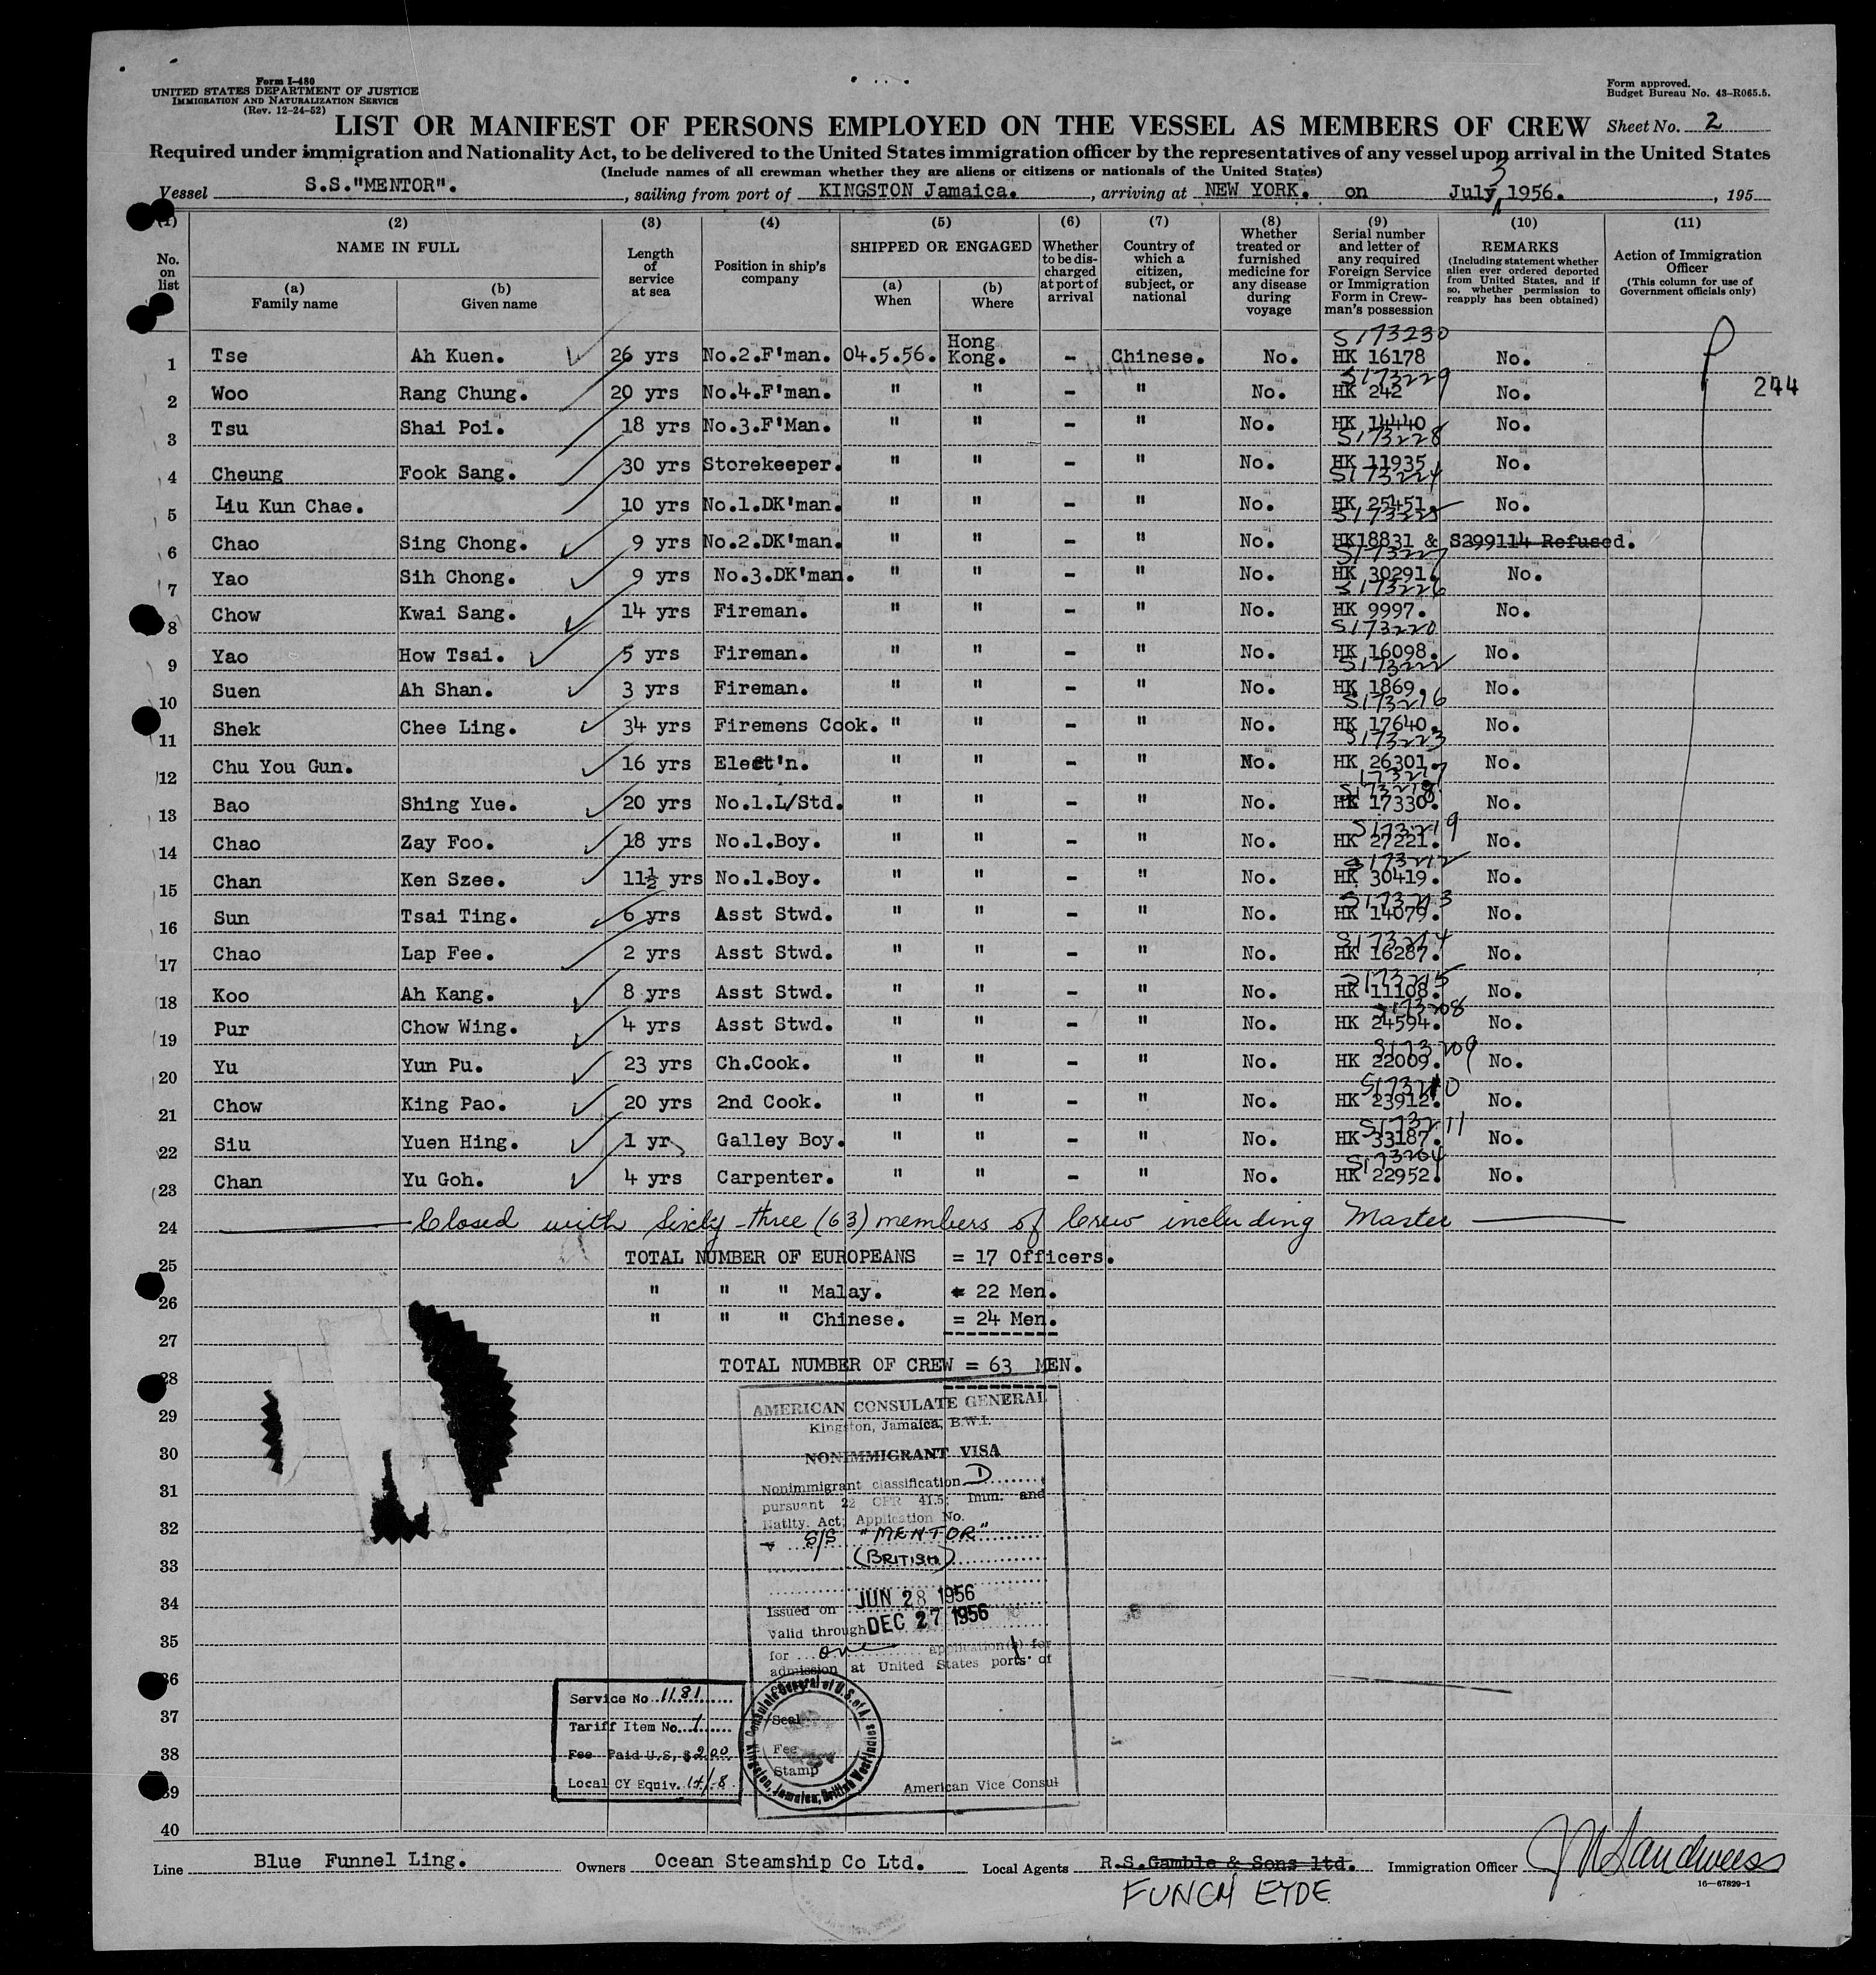 Form I-480
UNITED STATES DEPARTMENT OF JUSTICE
IMMIGRATION AND NATURALIZATION SERVICE
(Rev. 12-24-52)
Form approved.
Budget Bureau No. 43-R065.5.
LIST OR MANIFEST OF PERSONS EMPLOYED ON THE VESSEL AS MEMBERS OF CREW
Sheet No. 2
Required under immigration and Nationality Act, to be delivered to the United States immigration officer by the representatives of any vessel upon arrival in the United States
(Include names of all crewman whether they are aliens or citizens or nationals of the United States)
Vessel S.S."MENTOR". , sailing from port of KINGSTON Jamaica. , arriving at NEW YORK. on July 3 1956. , 195
(1) No. on list
(2) NAME IN FULL
(a) Family name
(b) Given name
(3) Length of service at sea
(4) Position in ship's company
(5) SHIPPED OR ENGAGED
(a) When
(b) Where
(6) Whether to be discharged at port of arrival
(7) Country of which a citizen, subject, or national
(8) Whether treated or furnished medicine for any disease during voyage
(9) Serial number and letter of any required Foreign Service or Immigration Form in Crewman's possession
(10) REMARKS
(Including statement whether alien ever ordered deported from United States, and if so, whether permission to reapply has been obtained)
(11) Action of Immigration Officer
(This column for use of Government officials only)
S173230
1 Tse Ah Kuen. 26 yrs No.2.F'man. 04.5.56. Hong Kong. - Chinese. No. HK 16178 No.
S173229
2 Woo Rang Chung. 20 yrs No.4.F'man. " " - " No. HK 242 No. 244
3 Tsu Shai Poi. 18 yrs No.3.F'Man. " " - " No. HK 14440 No.
S173228
4 Cheung Fook Sang. 30 yrs Storekeeper. " " - " No. HK 11935 No.
S173224
5 Liu Kun Chae. 10 yrs No.1.DK'man. " " - " No. HK 25451. No.
S173225
6 Chao Sing Chong. 9 yrs No.2.DK'man. " " - " No. HK18831 & S299114 Refused.
S173227
7 Yao Sih Chong. 9 yrs No.3.DK'man. " " - " No. HK 30291. No.
S173226
8 Chow Kwai Sang. 14 yrs Fireman. " " - " No. HK 9997. No.
S173220
9 Yao How Tsai. 5 yrs Fireman. " " - " No. HK 16098. No.
S173222
10 Suen Ah Shan. 3 yrs Fireman. " " - " No. HK 1869. No.
S173216
11 Shek Chee Ling. 34 yrs Firemens Cook. " " - " No. HK 17640. No.
S173223
12 Chu You Gun. 16 yrs Elect'n. " " - " No. HK 26301. No.
173217
S173218
13 Bao Shing Yue. 20 yrs No.1.L/Std. " " - " No. HK 17330. No.
S173219
14 Chao Zay Foo. 18 yrs No.1.Boy. " " - " No. HK 27221. No.
S173212
15 Chan Ken Szee. 11½ yrs No.1.Boy. " " - " No. HK 30419. No.
S173213
16 Sun Tsai Ting. 6 yrs Asst Stwd. " " - " No. HK 14079. No.
S173214
17 Chao Lap Fee. 2 yrs Asst Stwd. " " - " No. HK 16287. No.
S173215
18 Koo Ah Kang. 8 yrs Asst Stwd. " " - " No. HK 11108. No.
S173208
19 Pur Chow Wing. 4 yrs Asst Stwd. " " - " No. HK 24594. No.
S173209
20 Yu Yun Pu. 23 yrs Ch.Cook. " " - " No. HK 22009. No.
S173210
21 Chow King Pao. 20 yrs 2nd Cook. " " - " No. HK 23912. No.
S173211
22 Siu Yuen Hing. 1 yr Galley Boy. " " - " No. HK 33187. No.
S173204
23 Chan Yu Goh. 4 yrs Carpenter. " " - " No. HK 22952. No.
24 Closed with Sixty-three (63) members of Crew including Master
25 TOTAL NUMBER OF EUROPEANS = 17 Officers.
26 " " " Malay. = 22 Men.
27 " " " Chinese. = 24 Men.
TOTAL NUMBER OF CREW = 63 MEN.
28
29
30
31
32
33
34
35
36
37
38
39
40
AMERICAN CONSULATE GENERAL
Kingston, Jamaica, B.W.I.
NONIMMIGRANT VISA
Nonimmigrant classification D
pursuant 22 CFR 41.5; Imm. and
Natlty. Act; Application No.
V S/S "MENTOR"
(BRITISH)
Issued on JUN 28 1956
Valid through DEC 27 1956
for one application(s) for
admission at United States ports of
Seal
Fee
Stamp
Consulate General of U.S. of A.
Kingston, Jamaica, British West Indies
American Vice Consul
Service No. 1181
Tariff Item No. 1
Fee Paid U.S. $2.00
Local CY Equiv. 14/-8
Line Blue Funnel Ling. Owners Ocean Steamship Co Ltd. Local Agents R.S.Gamble & Sons ltd. Immigration Officer
FUNCH EYDE
16-67829-1